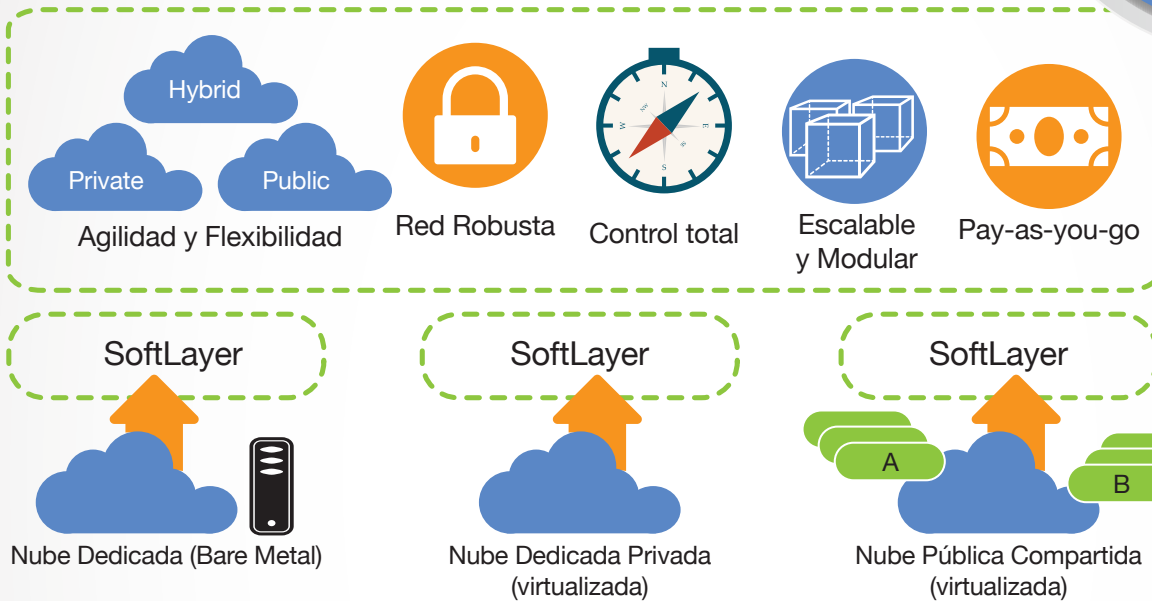 Hybrid
Private
Public
Agilidad y Flexibilidad
Red Robusta
N
E
S
W
Control total
Escalable
y Modular
Pay-as-you-go
SoftLayer
SoftLayer
SoftLayer
A
B
Nube Dedicada (Bare Metal)
Nube Dedicada Privada
(virtualizada)
Nube Pública Compartida
(virtualizada)